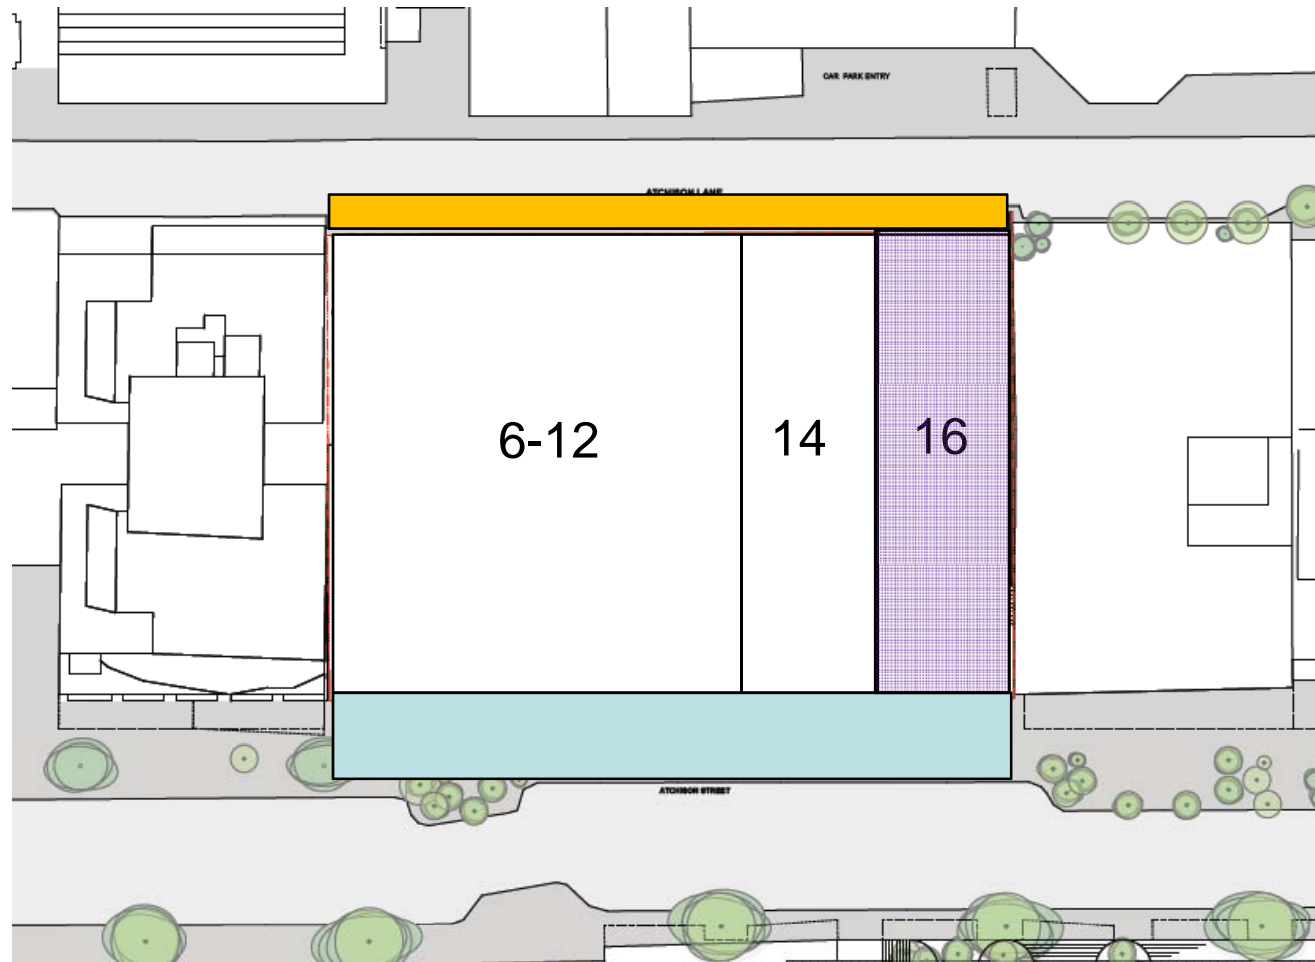 CAR PARK ENTRY
ATCHISON LANE
6-12
14
16
ATCHISON STREET